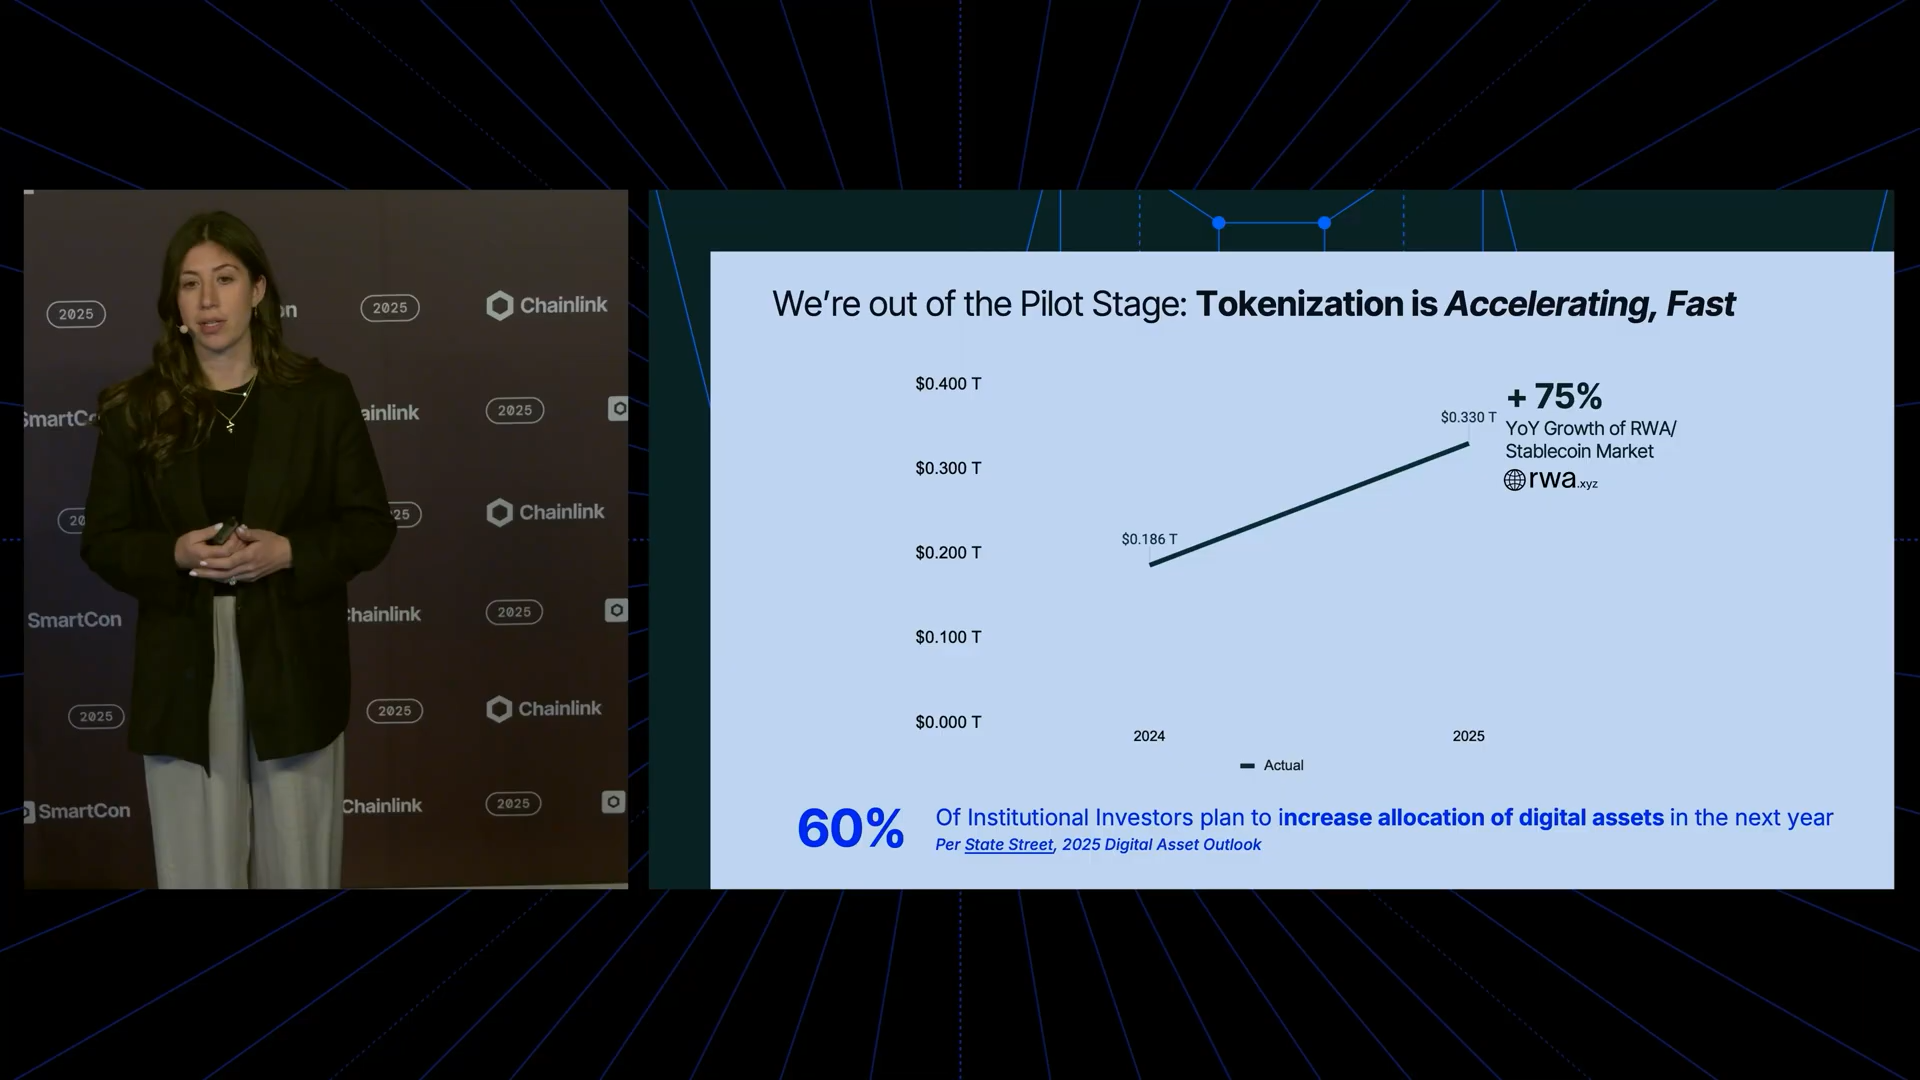 2025
on
2025
Chainlink
SmartCo
ainlink
2025
20
25
Chainlink
SmartCon
Chainlink
2025
2025
2025
Chainlink
SmartCon
Chainlink
2025
We're out of the Pilot Stage: Tokenization is Accelerating, Fast
$0.400 T
$0.300 T
$0.200 T
$0.100 T
$0.000 T
$0.186 T
$0.330 T
2024
2025
Actual
+ 75%
YoY Growth of RWA/
Stablecoin Market
rwa.xyz
60%
Of Institutional Investors plan to increase allocation of digital assets in the next year
Per State Street, 2025 Digital Asset Outlook